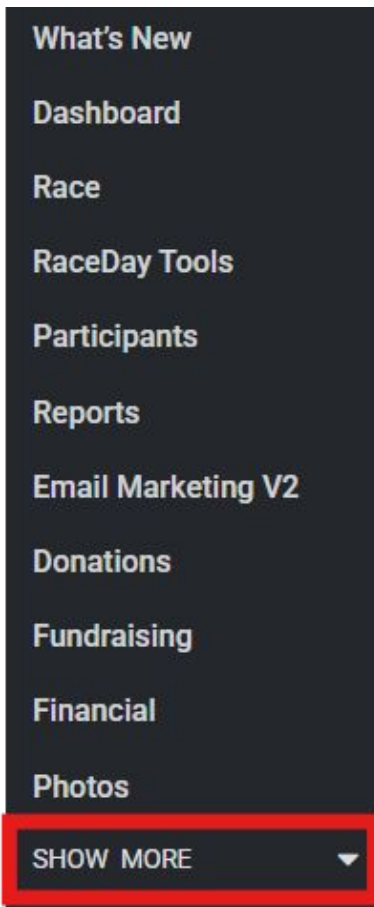 What's New
Dashboard
Race
RaceDay Tools
Participants
Reports
Email Marketing V2
Donations
Fundraising
Financial
Photos
SHOW MORE